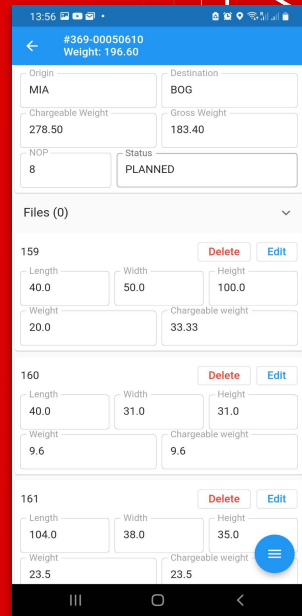 13:56
#369-00050610
Weight: 196.60
Origin Destination
MIA BOG
Chargeable Weight Gross Weight
278.50 183.40
NOP Status
8 PLANNED
Files (0)
159 Delete Edit
Length Width Height
40.0 50.0 100.0
Weight Chargeable weight
20.0 33.33
160 Delete Edit
Length Width Height
40.0 31.0 31.0
Weight Chargeable weight
9.6 9.6
161 Delete Edit
Length Width Height
104.0 38.0 35.0
Weight Chargeable weight
23.5 23.5